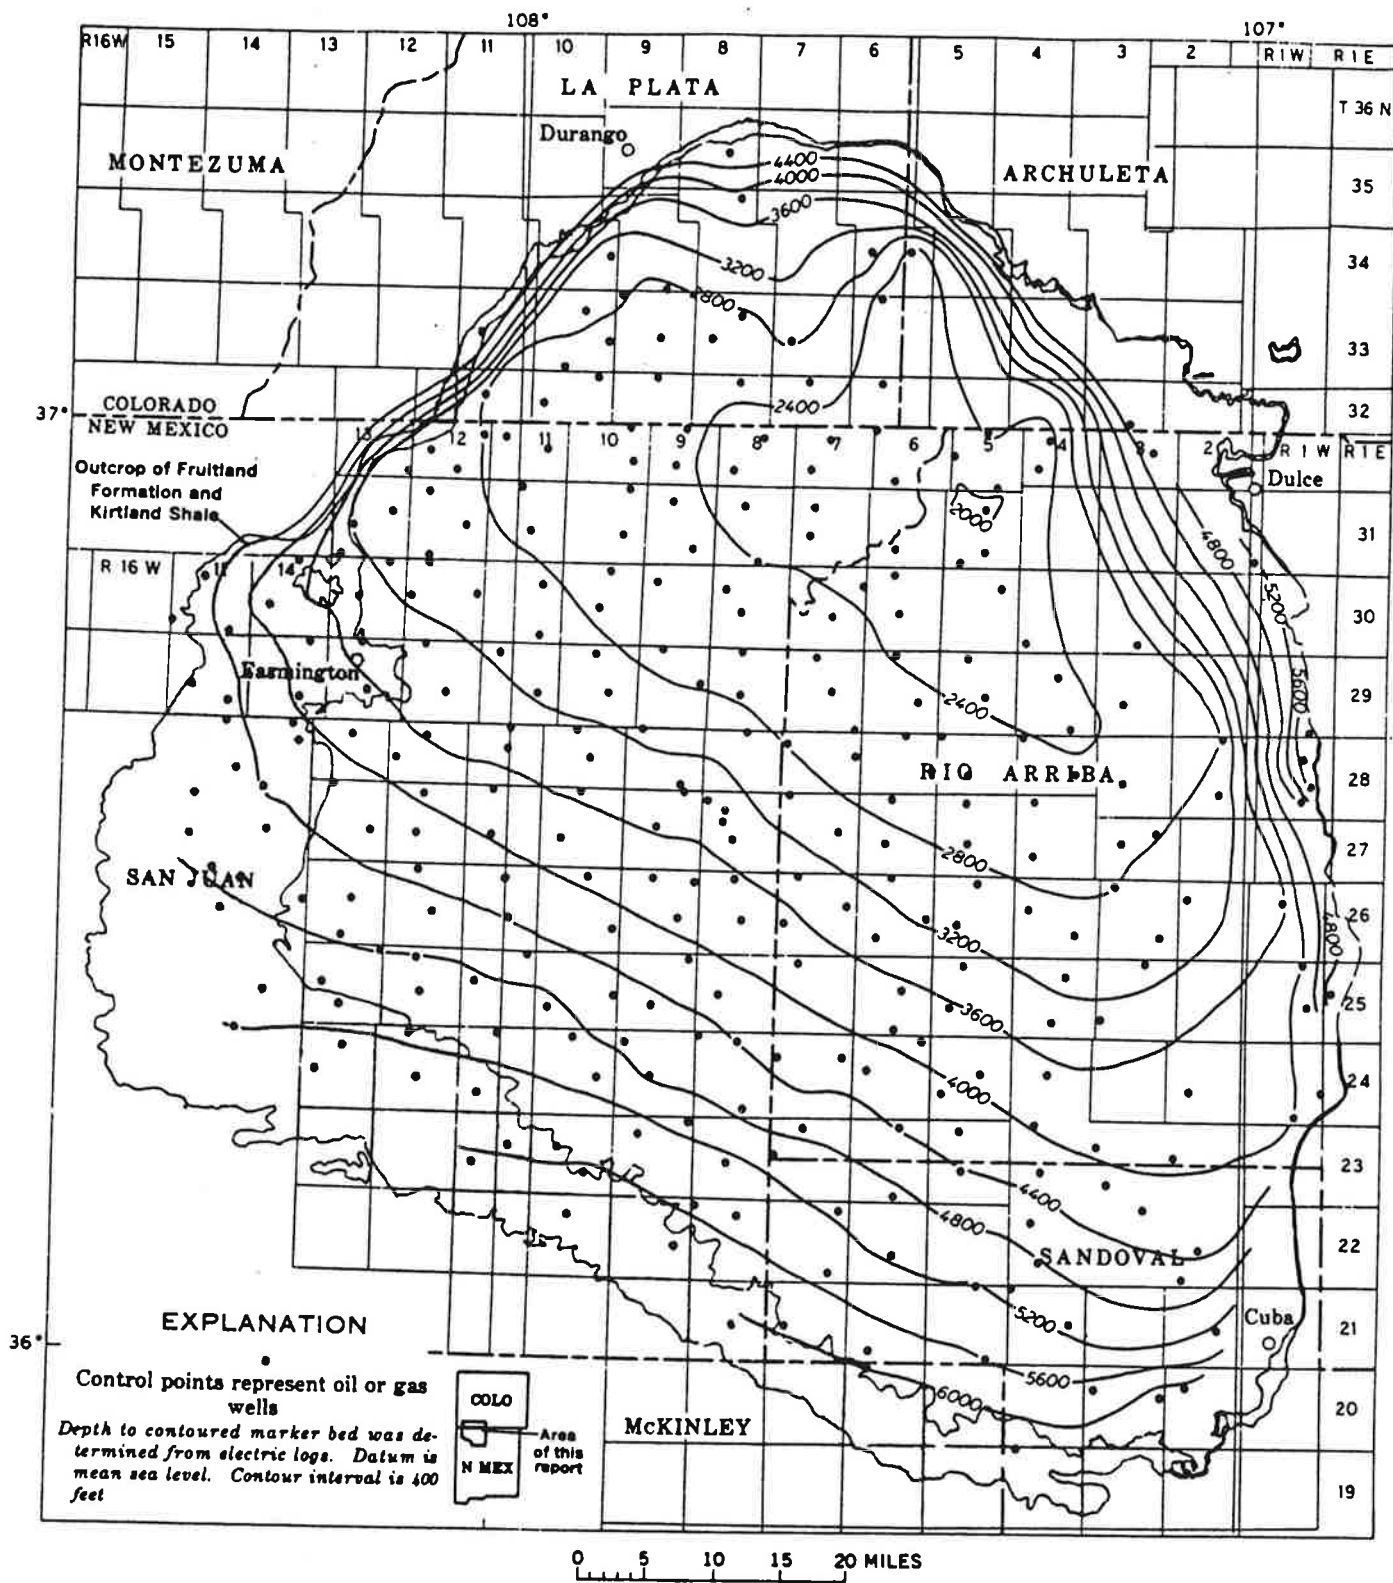 108°
107°
R16W 15 14 13 12 11 10 9 8 7 6 5 4 3 2 R1W R1E
LA PLATA
T 36 N
Durango
MONTEZUMA
4400
ARCHULETA
35
4000
3600
34
3200
2800
33
COLORADO
2400
32
37°
NEW MEXICO
13 12 11 10 9 8 7 6 5 4 3 2 R1W R1E
Outcrop of Fruitland
Formation and
Kirtland Shale
Dulce
2000
31
4800
R 16 W 15 14
5200
30
Farmington
5600
29
2400
RIO ARRIBA
28
2800
27
SAN JUAN
26
3200
4800
3600
25
4000
24
23
4400
4800
22
SANDOVAL
EXPLANATION
5200
Cuba
21
36°
Control points represent oil or gas
wells
5600
6000
20
COLO
McKINLEY
Depth to contoured marker bed was de-
termined from electric logs. Datum is
mean sea level. Contour interval is 400
feet
Area
of this
report
N MEX
19
0 5 10 15 20 MILES